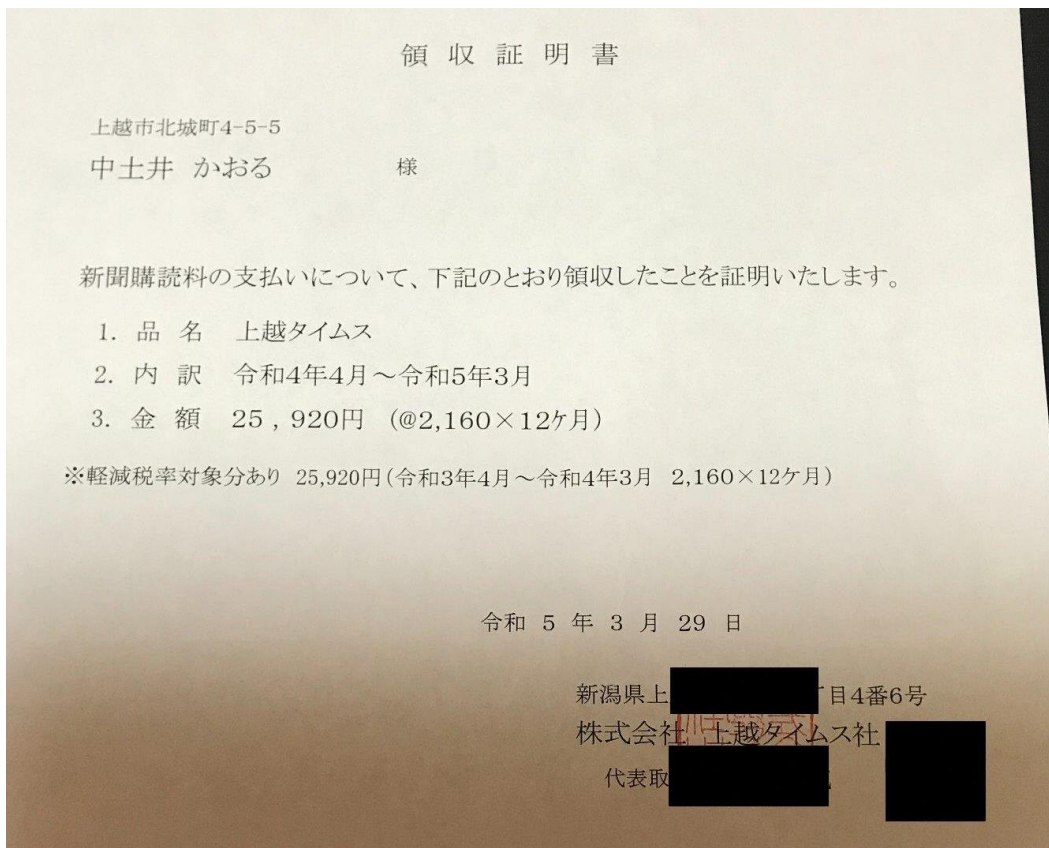 領収証明書
上越市北城町4-5-5
中土井 かおる 様
新聞購読料の支払いについて、下記のとおり領収したことを証明いたします。
1. 品名 上越タイムス
2. 内訳 令和4年4月～令和5年3月
3. 金額 25,920円 (@2,160×12ケ月)
※軽減税率対象分あり 25,920円(令和3年4月～令和4年3月 2,160×12ケ月)
令和 5 年 3 月 29 日
新潟県上 目4番6号
株式会社 上越タイムス社
代表取